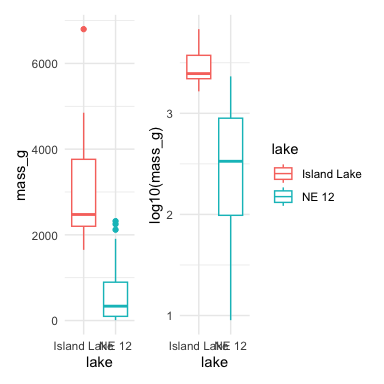 mass_g
6000
4000
2000
0
Island Lake
NE 12
lake
log10(mass_g)
3
2
1
Island Lake
NE 12
lake
lake
Island Lake
NE 12